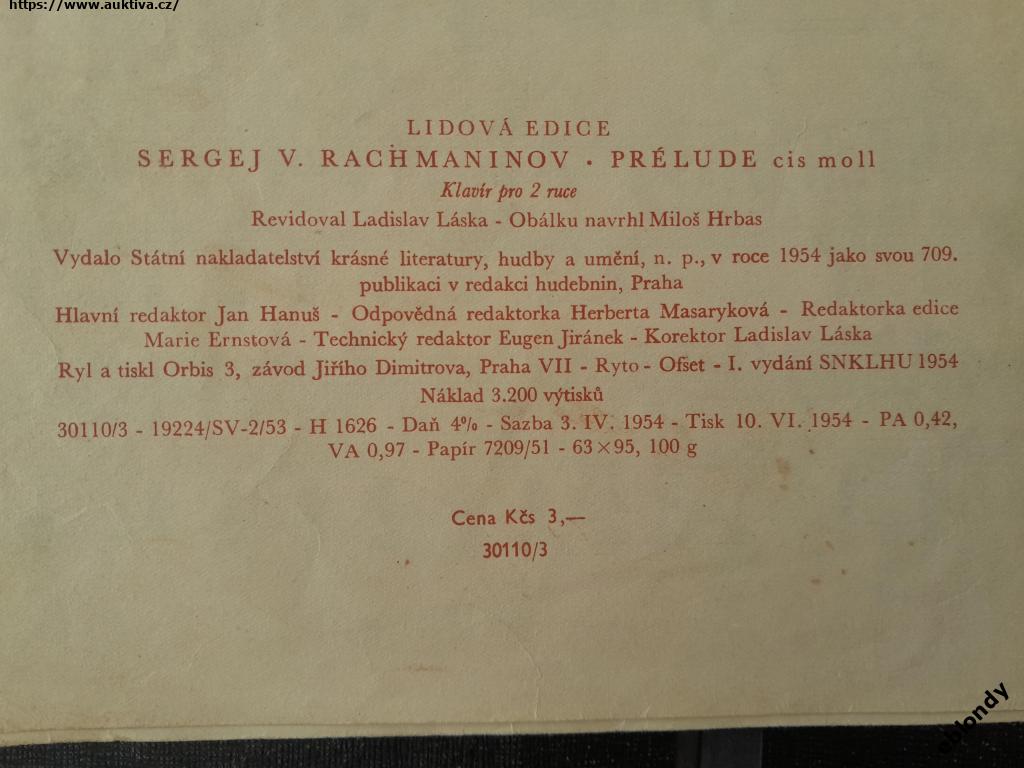 https://www.auktiva.cz/
LIDOVÁ EDICE
SERGEJ V. RACHMANINOV • PRÉLUDE cis moll
Klavír pro 2 ruce
Revidoval Ladislav Láska - Obálku navrhl Miloš Hrbas
Vydalo Státní nakladatelství krásné literatury, hudby a umění, n. p., v roce 1954 jako svou 709.
publikaci v redakci hudebnin, Praha
Hlavní redaktor Jan Hanuš - Odpovědná redaktorka Herberta Masaryková - Redaktorka edice
Marie Ernstová - Technický redaktor Eugen Jiránek - Korektor Ladislav Láska
Ryl a tiskl Orbis 3, závod Jiřího Dimitrova, Praha VII - Ryto - Ofset - I. vydání SNKLHU 1954
Náklad 3.200 výtisků
30110/3 - 19224/SV-2/53 - H 1626 - Daň 4% - Sazba 3. IV. 1954 - Tisk 10. VI. 1954 - PA 0,42,
VA 0,97 - Papír 7209/51 - 63×95, 100 g
Cena Kčs 3,—
30110/3
eblondy